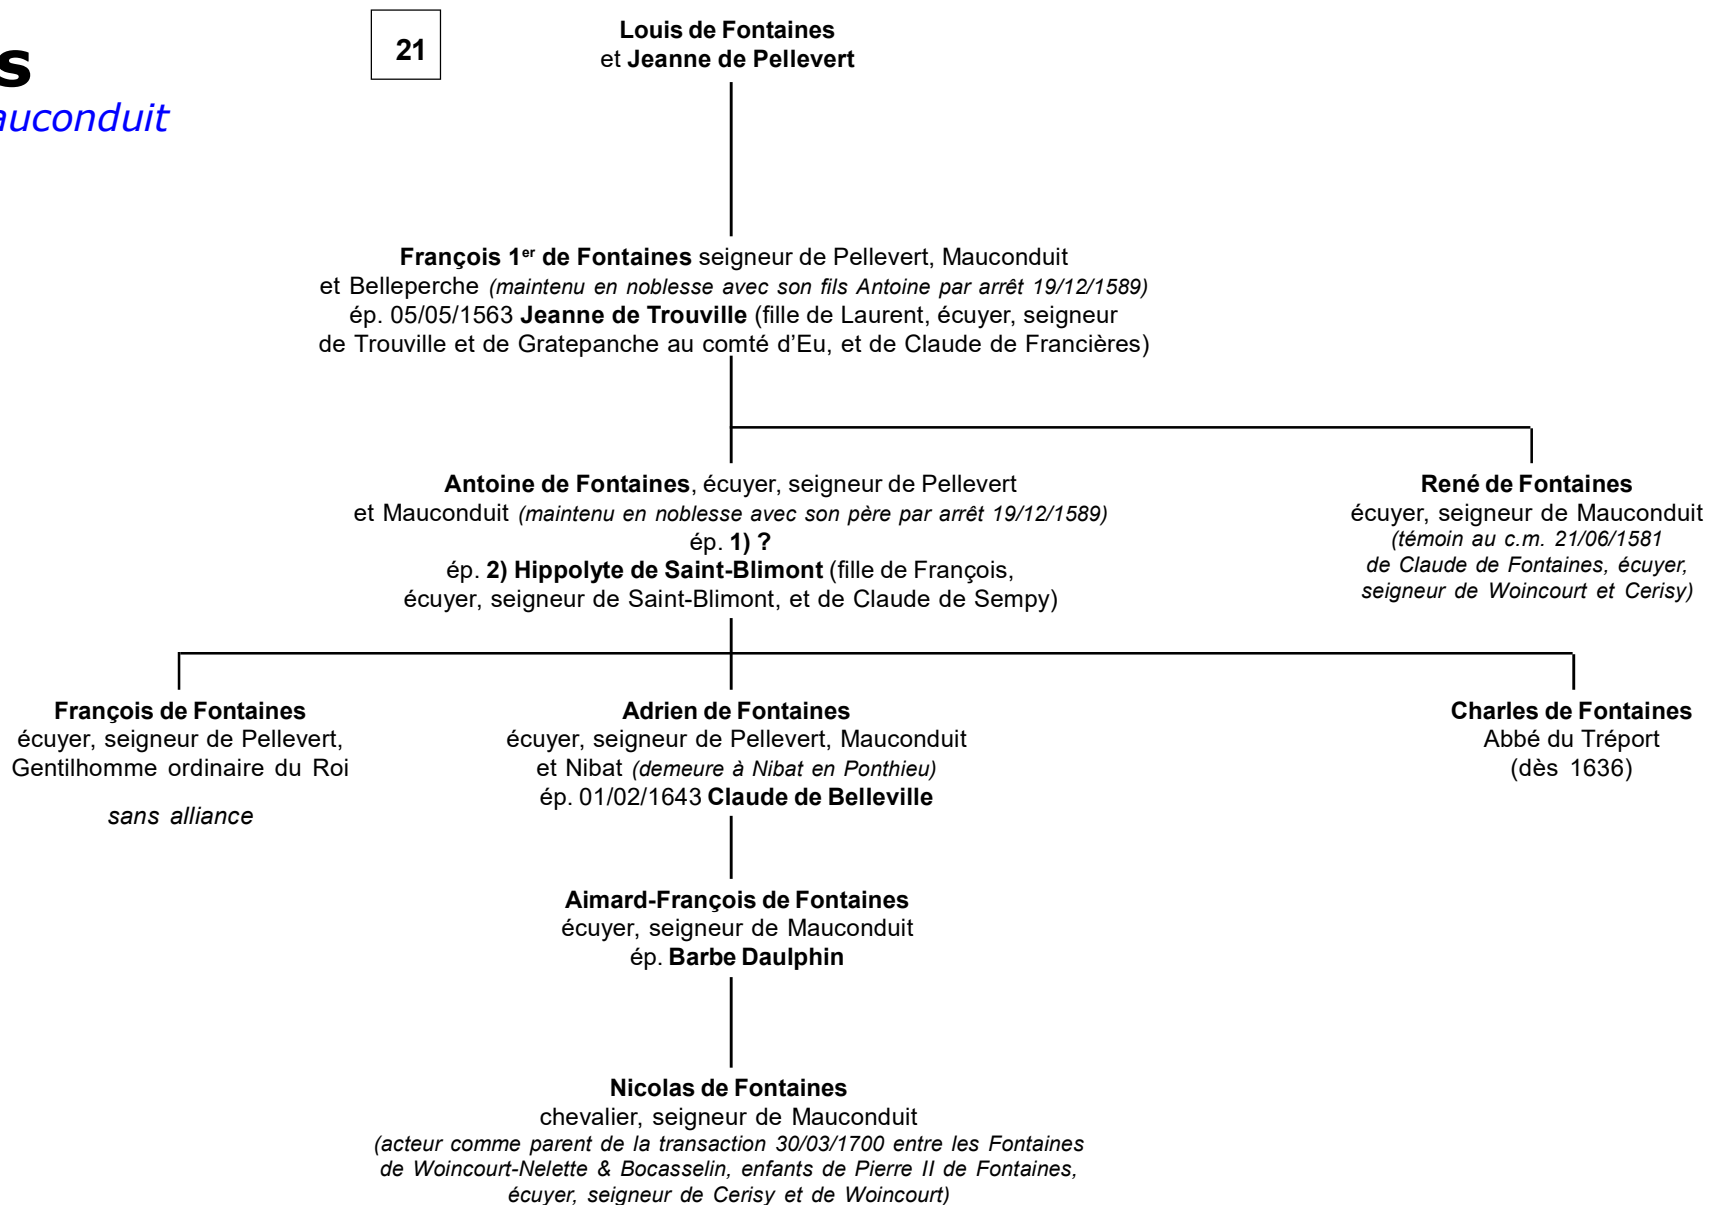 s
auconduit
21
Louis de Fontaines
et Jeanne de Pellevert
François 1er de Fontaines seigneur de Pellevert, Mauconduit
et Belleperche (maintenu en noblesse avec son fils Antoine par arrêt 19/12/1589)
ép. 05/05/1563 Jeanne de Trouville (fille de Laurent, écuyer, seigneur
de Trouville et de Gratepanche au comté d’Eu, et de Claude de Francières)
Antoine de Fontaines, écuyer, seigneur de Pellevert
et Mauconduit (maintenu en noblesse avec son père par arrêt 19/12/1589)
ép. 1) ?
ép. 2) Hippolyte de Saint-Blimont (fille de François,
écuyer, seigneur de Saint-Blimont, et de Claude de Sempy)
René de Fontaines
écuyer, seigneur de Mauconduit
(témoin au c.m. 21/06/1581
de Claude de Fontaines, écuyer,
seigneur de Woincourt et Cerisy)
François de Fontaines
écuyer, seigneur de Pellevert,
Gentilhomme ordinaire du Roi
sans alliance
Adrien de Fontaines
écuyer, seigneur de Pellevert, Mauconduit
et Nibat (demeure à Nibat en Ponthieu)
ép. 01/02/1643 Claude de Belleville
Charles de Fontaines
Abbé du Tréport
(dès 1636)
Aimard-François de Fontaines
écuyer, seigneur de Mauconduit
ép. Barbe Daulphin
Nicolas de Fontaines
chevalier, seigneur de Mauconduit
(acteur comme parent de la transaction 30/03/1700 entre les Fontaines
de Woincourt-Nelette & Bocasselin, enfants de Pierre II de Fontaines,
écuyer, seigneur de Cerisy et de Woincourt)